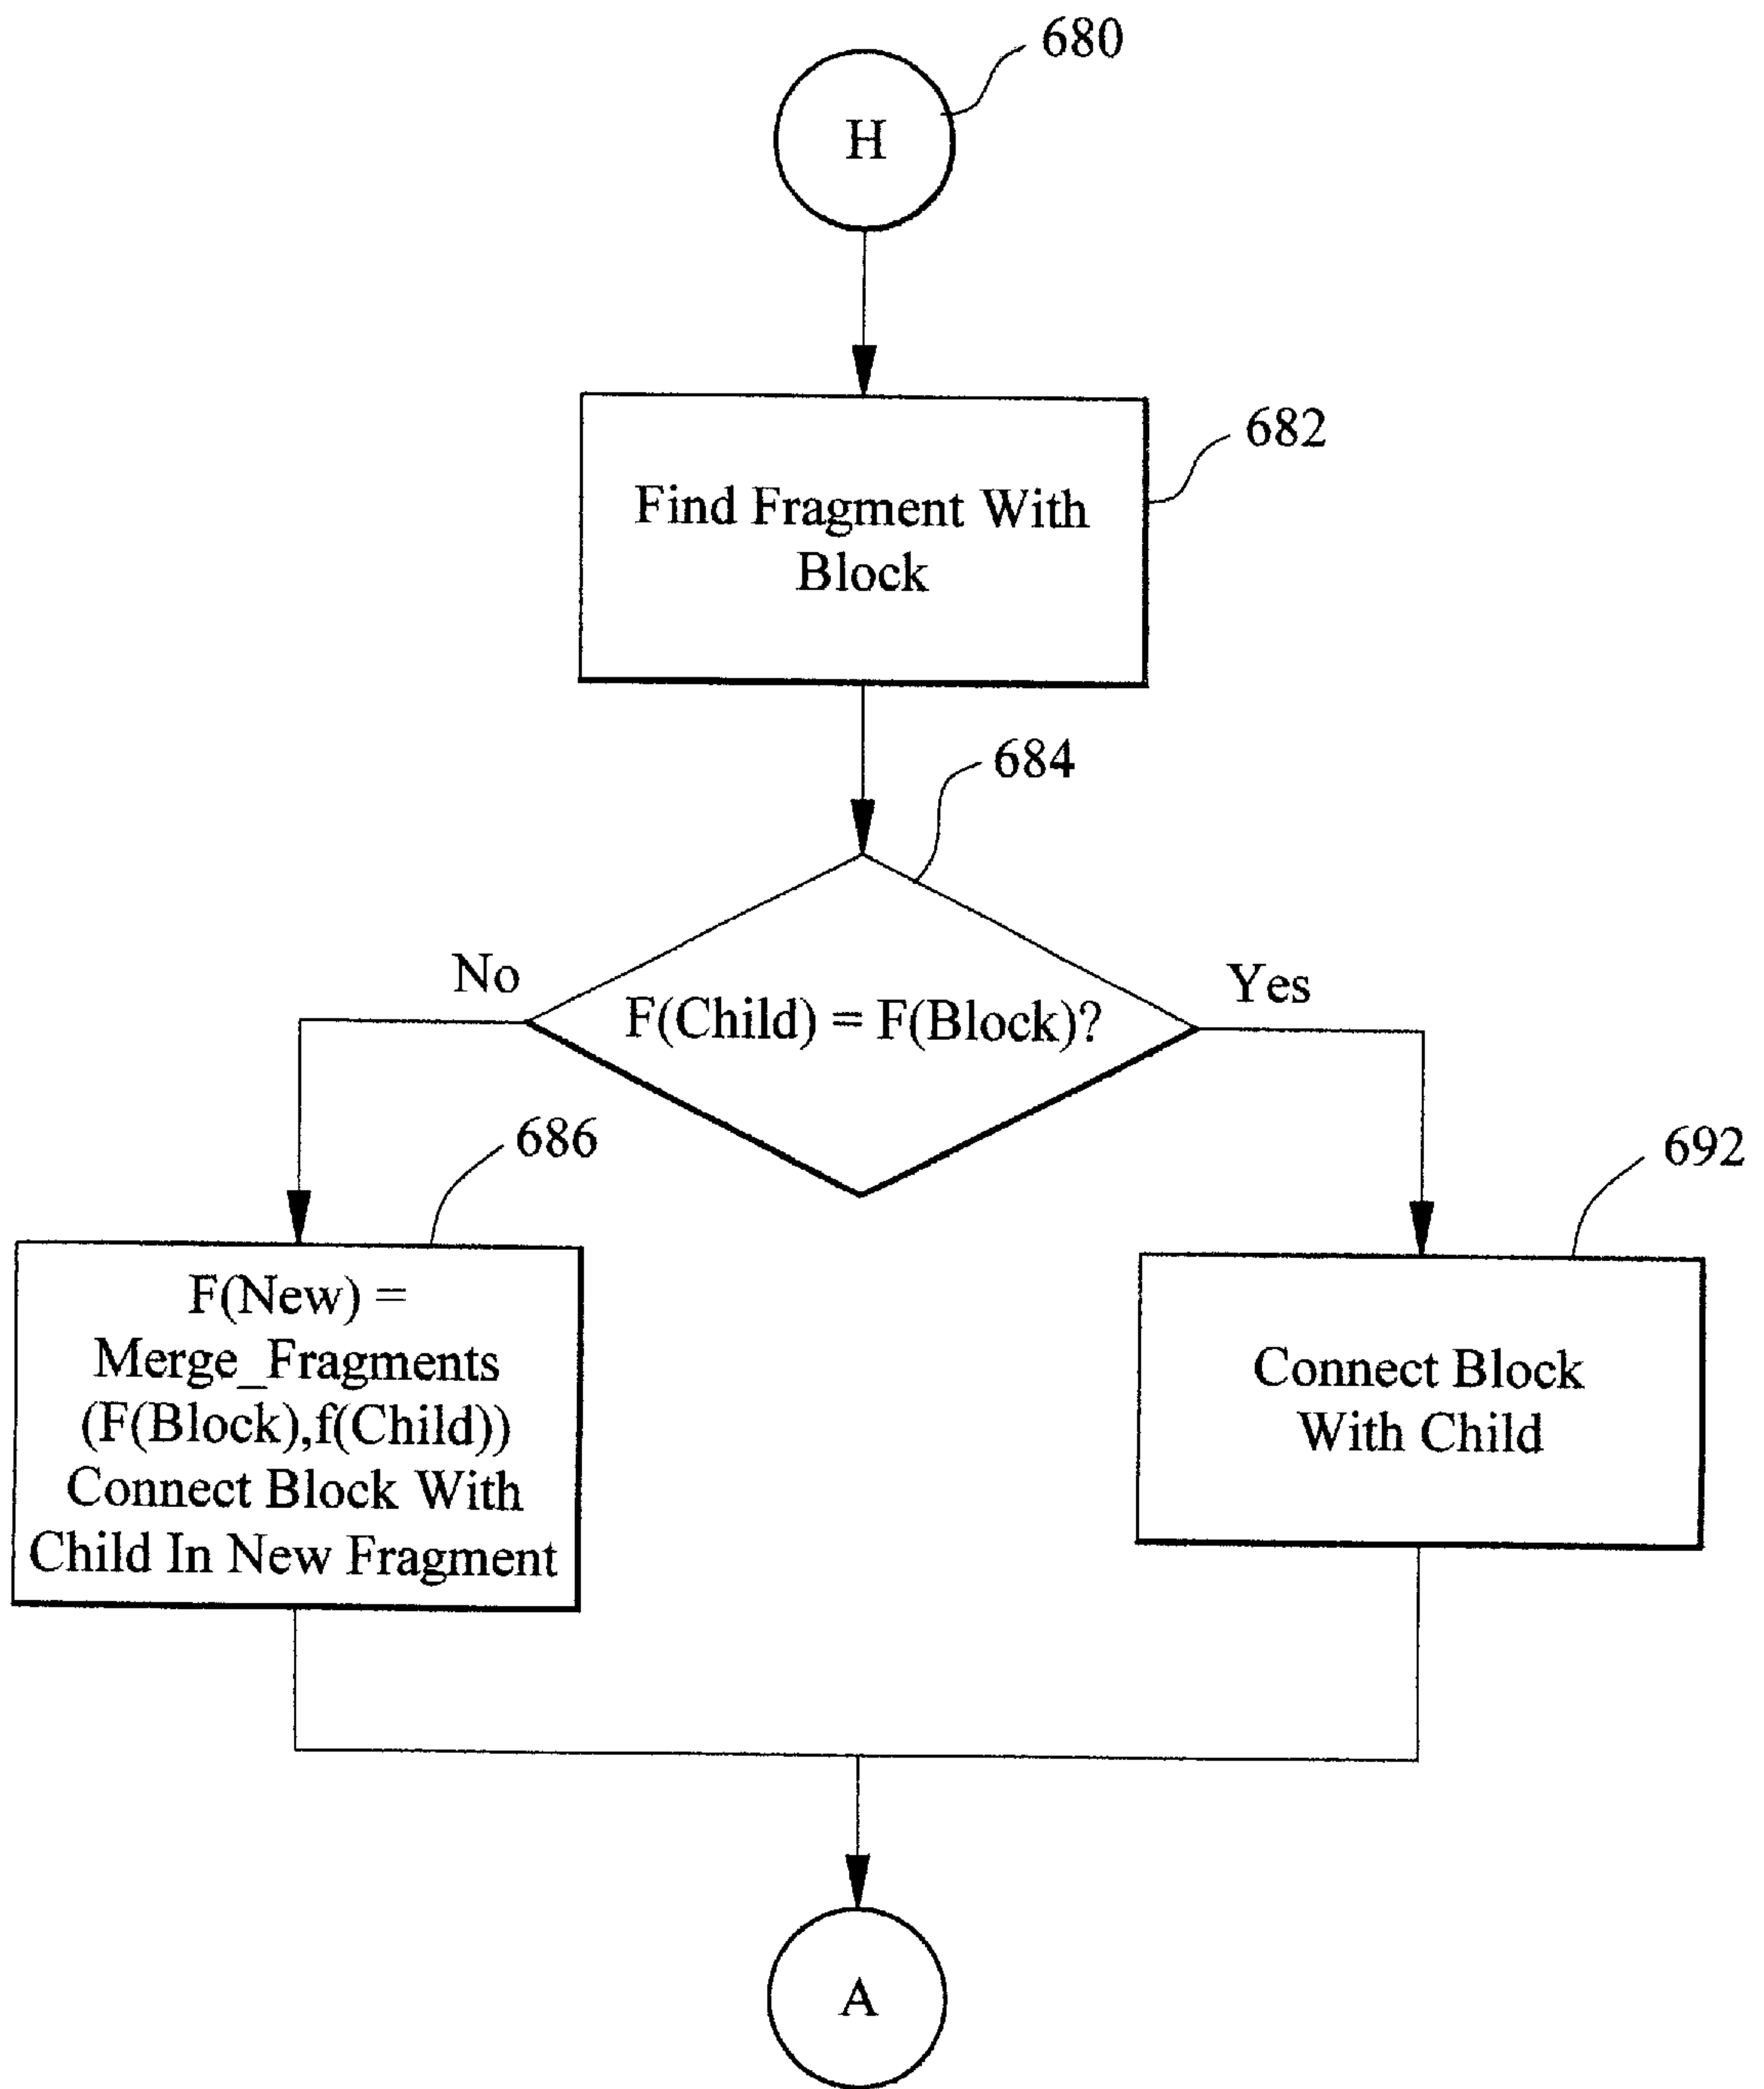 680
H
682
Find Fragment With
Block
684
No
Yes
F(Child) = F(Block)?
686
692
F(New) =
Merge_Fragments
(F(Block),f(Child))
Connect Block With
Child In New Fragment
Connect Block
With Child
A